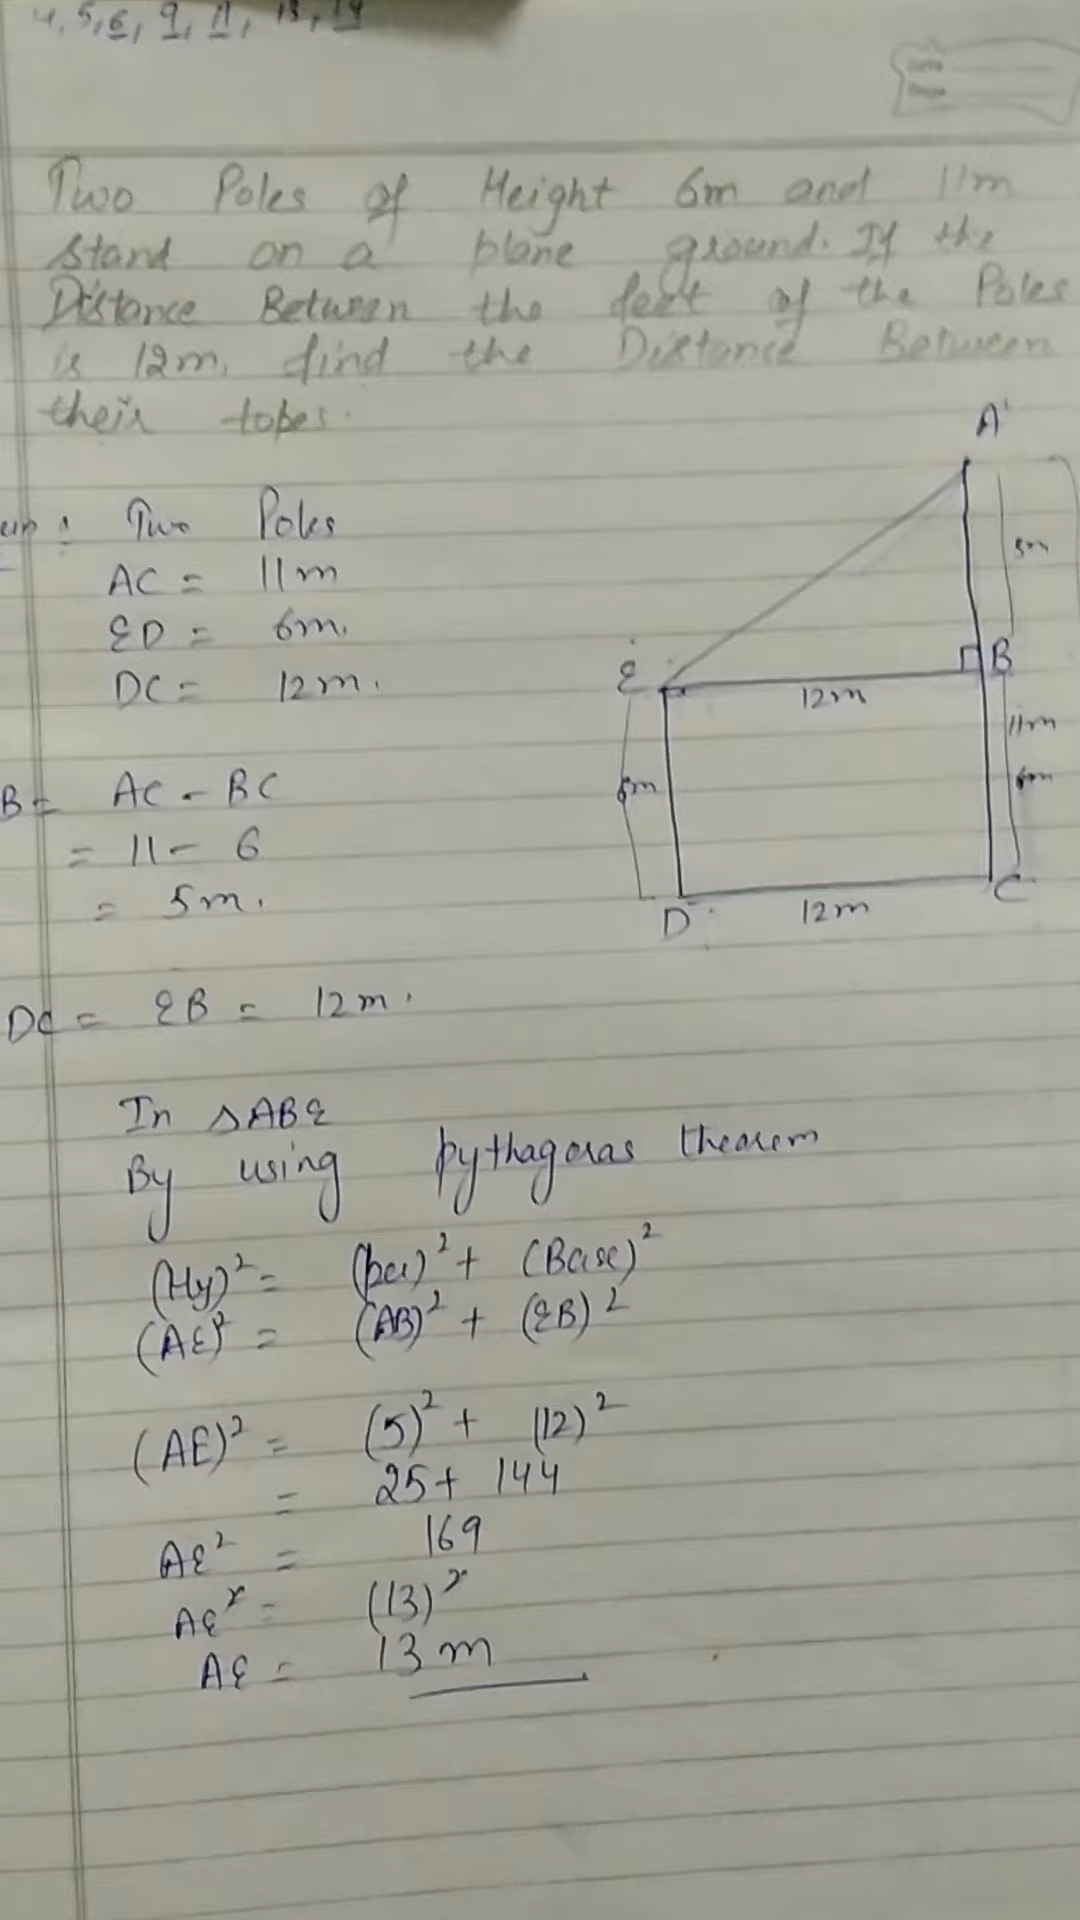 4, 5, 6, 9, 11, 13, 14
Two Poles of Height 6m and 11m
stand on a plane ground. If the
Distance Between the feet of the Poles
is 12m, find the Distance Between
their topes.
A
Two Poles
AC = 11m
5m
ED = 6m.
E
B
DC = 12m.
12m
11m
B = AC - BC
6m
6m
= 11 - 6
= 5m.
D
12m
C
DC = EB = 12m.
In △ABE
By using pythagoras theorem
(Hy)² = (per)² + (Base)²
(AE)² = (AB)² + (EB)²
(AE)² = (5)² + (12)²
= 25 + 144
AE² = 169
AE² = (13)²
AE = 13 m